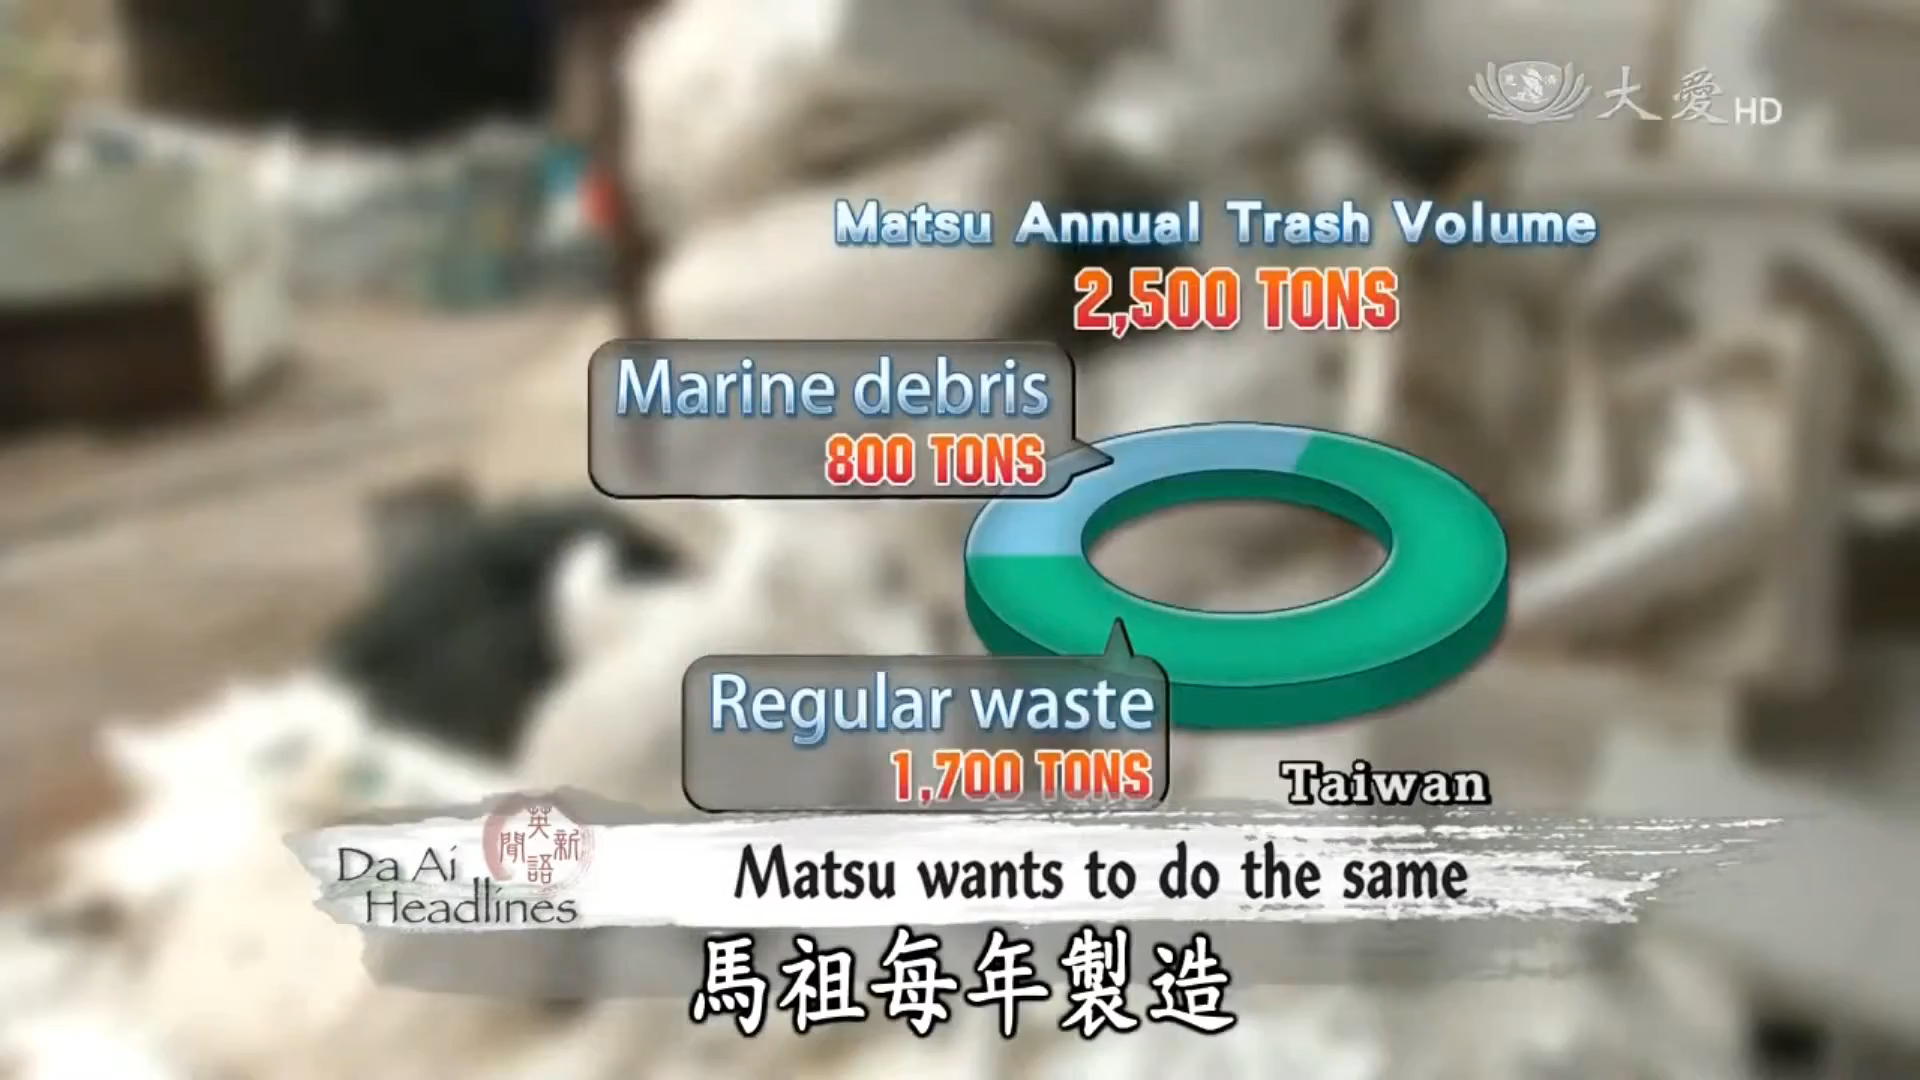 大愛HD
Matsu Annual Trash Volume
2,500 TONS
Marine debris
800 TONS
Regular waste
1,700 TONS
Taiwan
英語新聞
Da Ai
Headlines
Matsu wants to do the same
馬祖每年製造